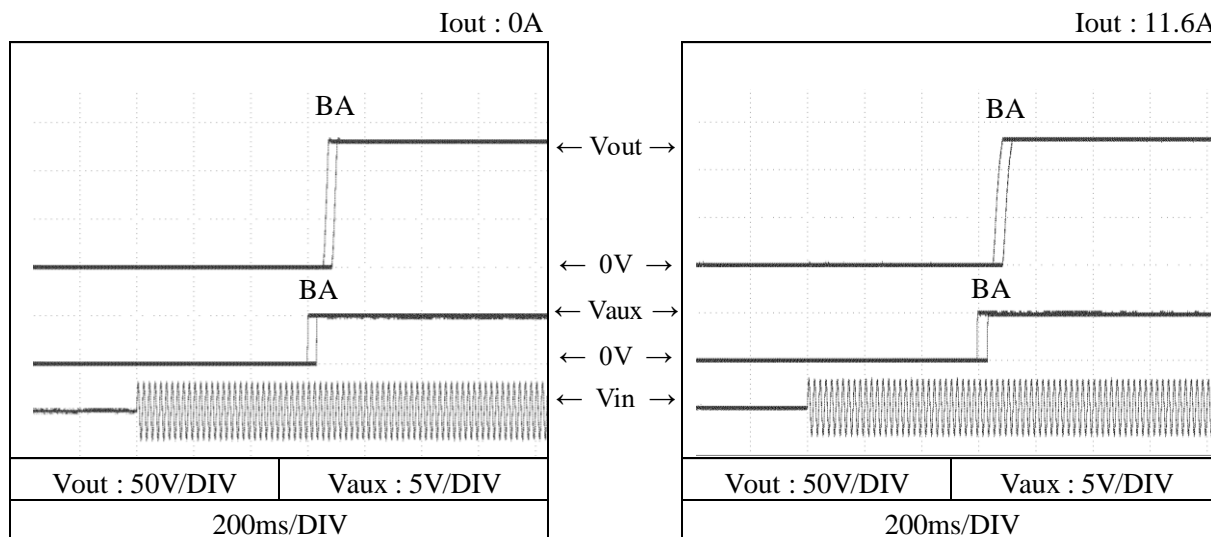 Iout : 0A
Iout : 11.6A
BA
BA
← Vout →
← 0V →
BA
BA
← Vaux →
← 0V →
← Vin →
Vout : 50V/DIV
Vaux : 5V/DIV
Vout : 50V/DIV
Vaux : 5V/DIV
200ms/DIV
200ms/DIV